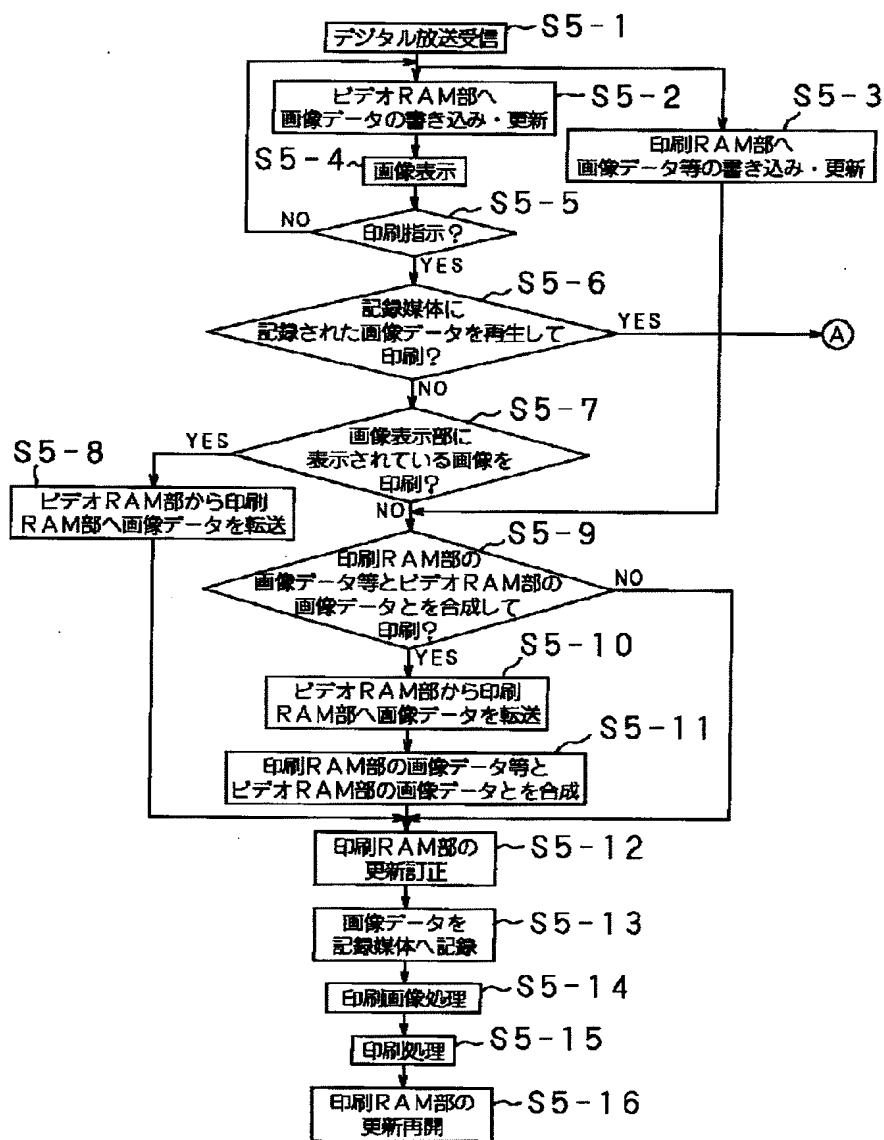 デジタル放送受信
S5-1
ビデオRAM部へ
画像データの書き込み・更新
S5-2
印刷RAM部へ
画像データ等の書き込み・更新
S5-3
S5-4
画像表示
S5-5
印刷指示?
NO
YES
S5-6
記録媒体に
記録された画像データを再生して
印刷?
YES
A
NO
S5-7
画像表示部に
表示されている画像を
印刷?
YES
NO
S5-8
ビデオRAM部から印刷
RAM部へ画像データを転送
S5-9
印刷RAM部の
画像データ等とビデオRAM部の
画像データとを合成して
印刷?
NO
YES
S5-10
ビデオRAM部から印刷
RAM部へ画像データを転送
S5-11
印刷RAM部の画像データ等と
ビデオRAM部の画像データとを合成
印刷RAM部の
更新訂正
S5-12
画像データを
記録媒体へ記録
S5-13
印刷画像処理
S5-14
印刷処理
S5-15
印刷RAM部の
更新再開
S5-16